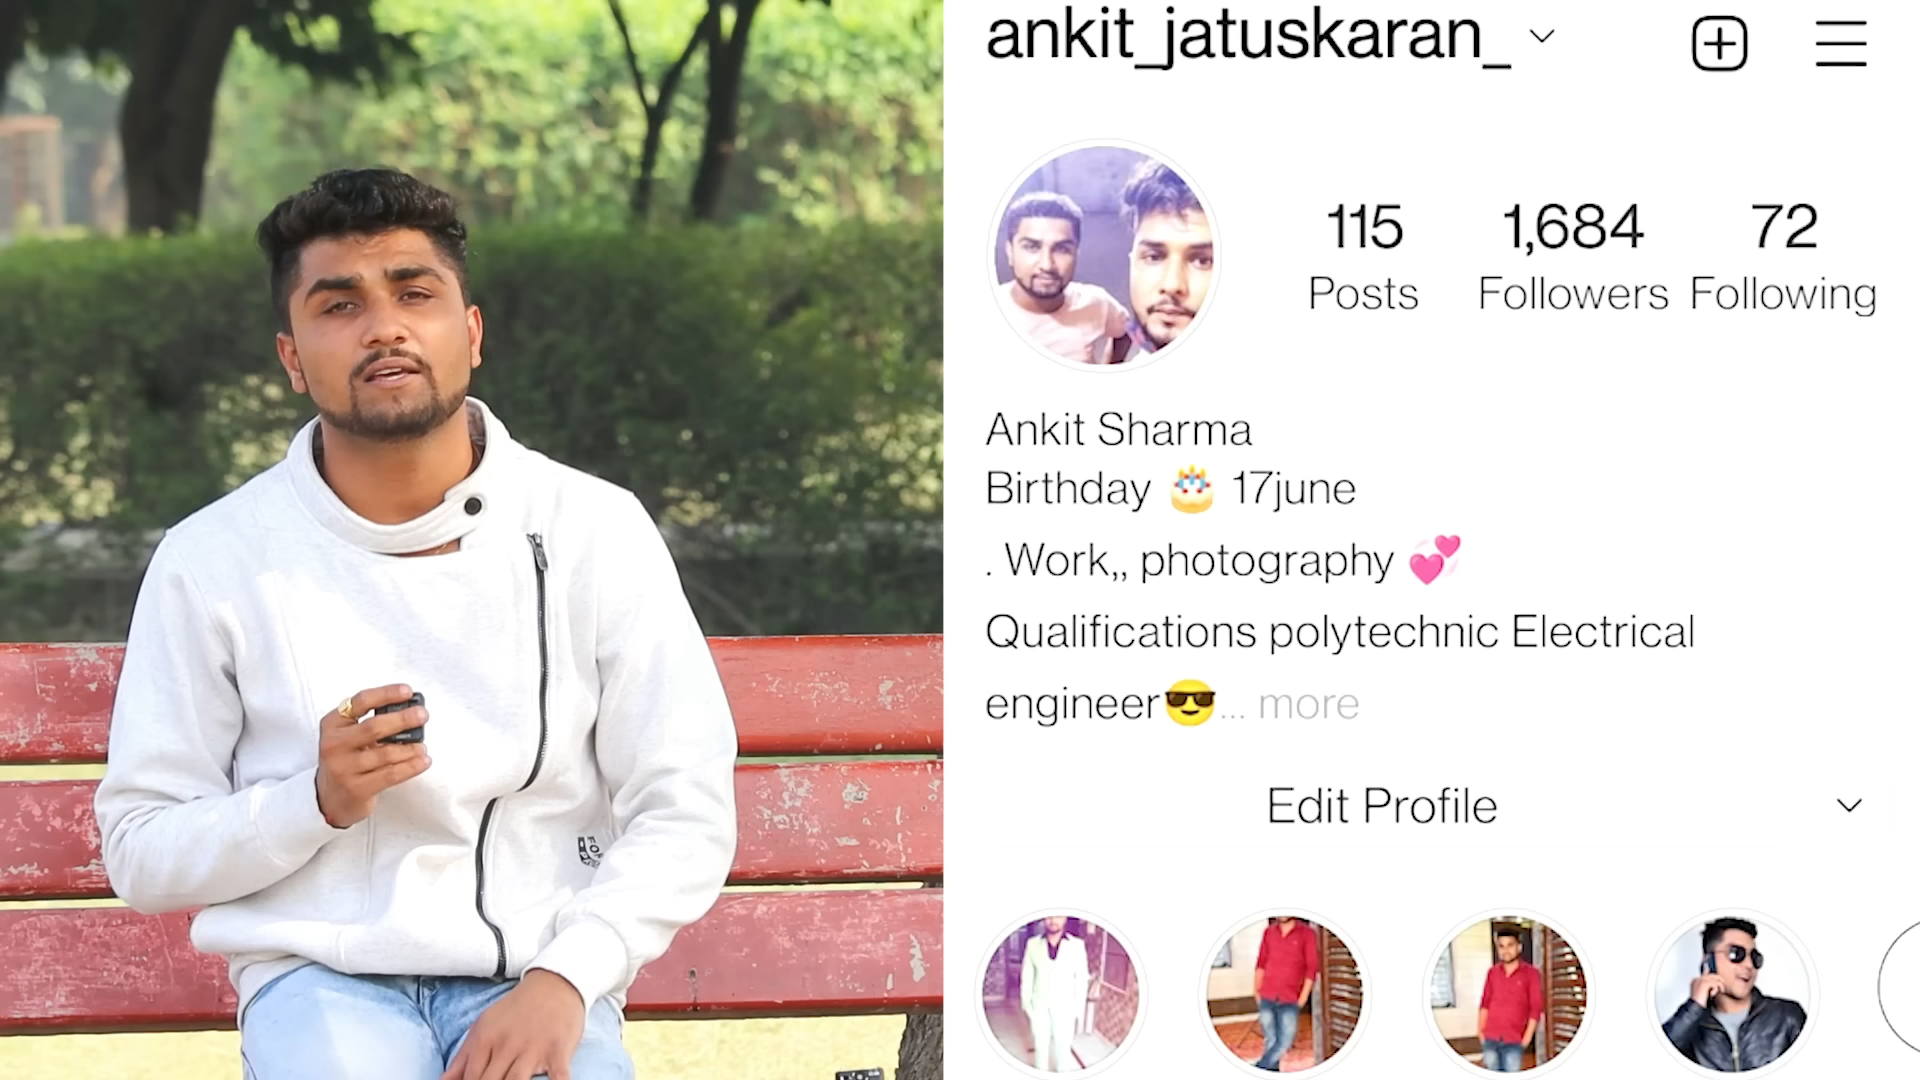 ankit_jatuskaran_
115 1,684 72
Posts Followers Following
Ankit Sharma
Birthday 🎂 17june
. Work,, photography 💞
Qualifications polytechnic Electrical
engineer😎... more
Edit Profile
FOR